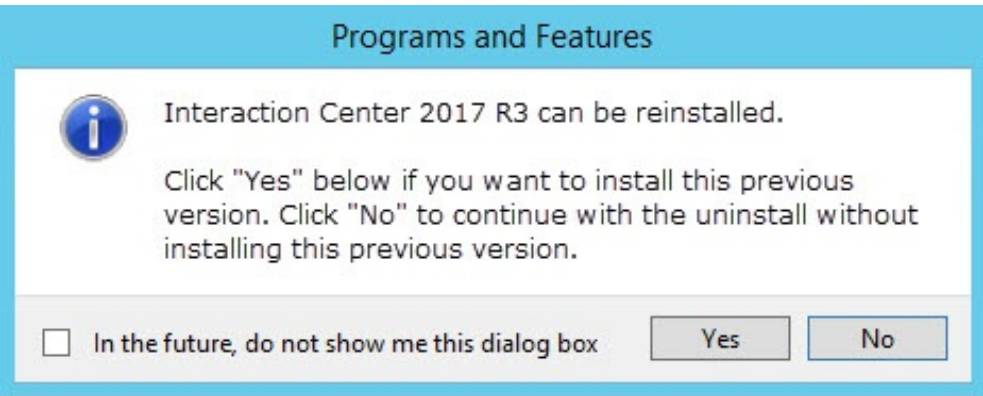 Programs and Features
Interaction Center 2017 R3 can be reinstalled.
Click "Yes" below if you want to install this previous
version. Click "No" to continue with the uninstall without
installing this previous version.
In the future, do not show me this dialog box
Yes
No